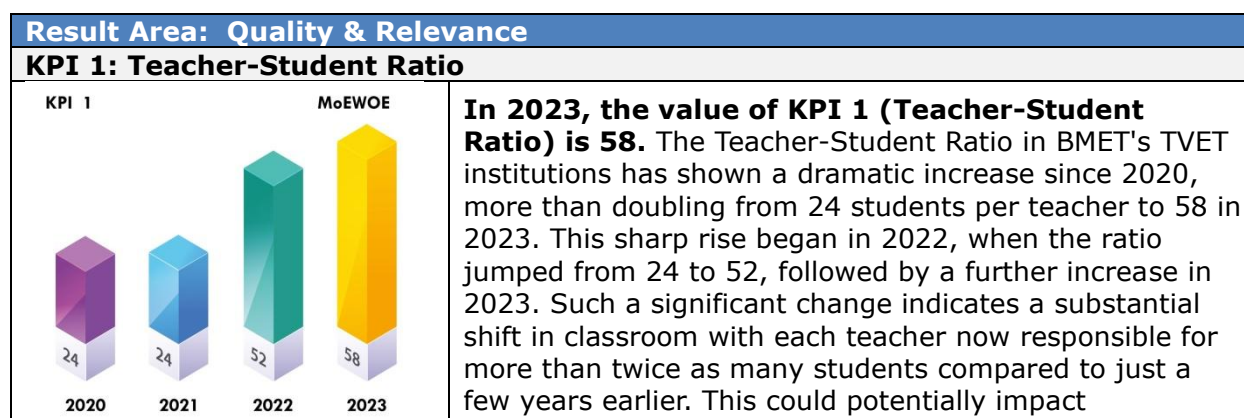 Result Area: Quality & Relevance
KPI 1: Teacher-Student Ratio
KPI 1
MoEWOE
24
24
52
58
2020
2021
2022
2023
In 2023, the value of KPI 1 (Teacher-Student
Ratio) is 58. The Teacher-Student Ratio in BMET's TVET
institutions has shown a dramatic increase since 2020,
more than doubling from 24 students per teacher to 58 in
2023. This sharp rise began in 2022, when the ratio
jumped from 24 to 52, followed by a further increase in
2023. Such a significant change indicates a substantial
shift in classroom with each teacher now responsible for
more than twice as many students compared to just a
few years earlier. This could potentially impact